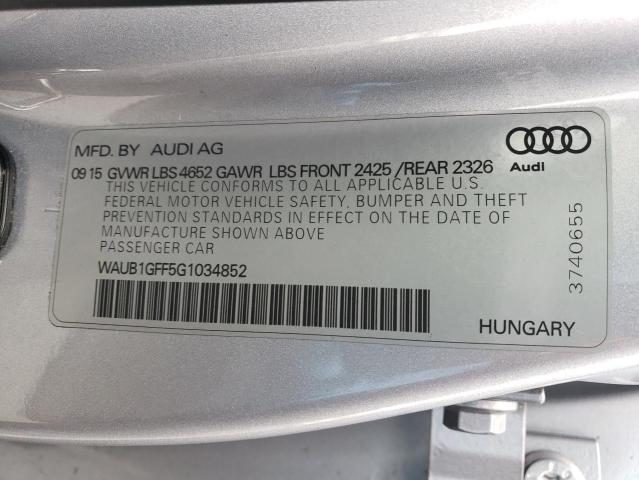 MFD. BY AUDI AG
09 15 GVWR LBS 4652 GAWR LBS FRONT 2425 /REAR 2326
Audi
THIS VEHICLE CONFORMS TO ALL APPLICABLE U.S.
FEDERAL MOTOR VEHICLE SAFETY, BUMPER AND THEFT
PREVENTION STANDARDS IN EFFECT ON THE DATE OF
MANUFACTURE SHOWN ABOVE
PASSENGER CAR
WAUB1GFF5G1034852
3740655
HUNGARY